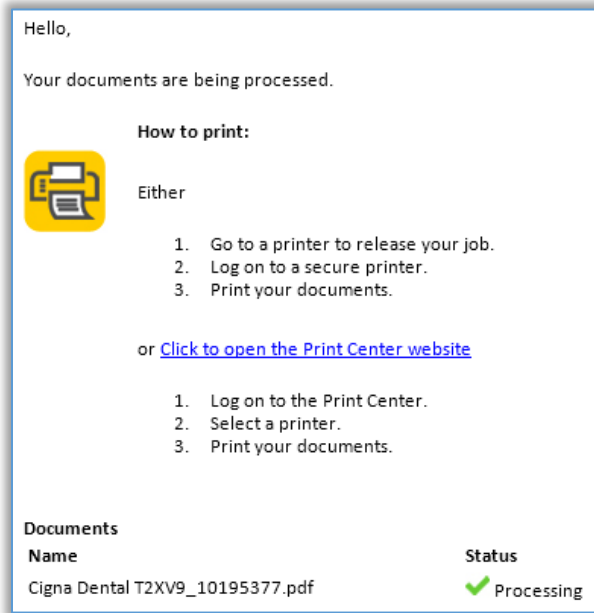 Hello,
Your documents are being processed.
How to print:
Either
1. Go to a printer to release your job.
2. Log on to a secure printer.
3. Print your documents.
or Click to open the Print Center website
1. Log on to the Print Center.
2. Select a printer.
3. Print your documents.
Documents
Name Status
Cigna Dental T2XV9_10195377.pdf Processing